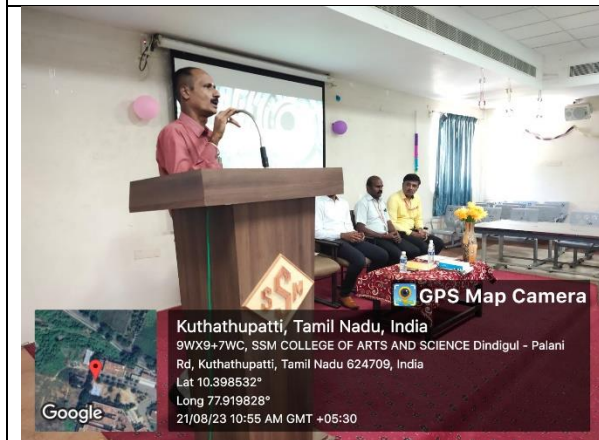 SSM
GPS Map Camera
Kuthathupatti, Tamil Nadu, India
9WX9+7WC, SSM COLLEGE OF ARTS AND SCIENCE Dindigul - Palani
Rd, Kuthathupatti, Tamil Nadu 624709, India
Lat 10.398532°
Long 77.919828°
21/08/23 10:55 AM GMT +05:30
Google